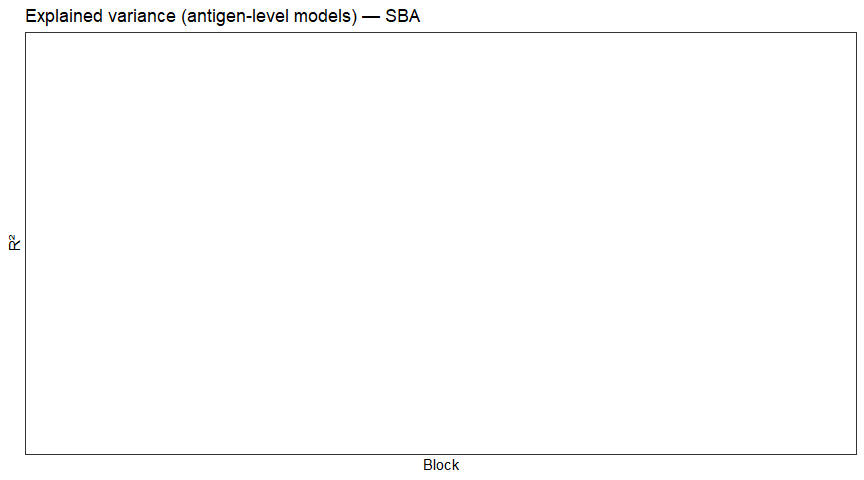 Explained variance (antigen-level models) — SBA
R²
Block